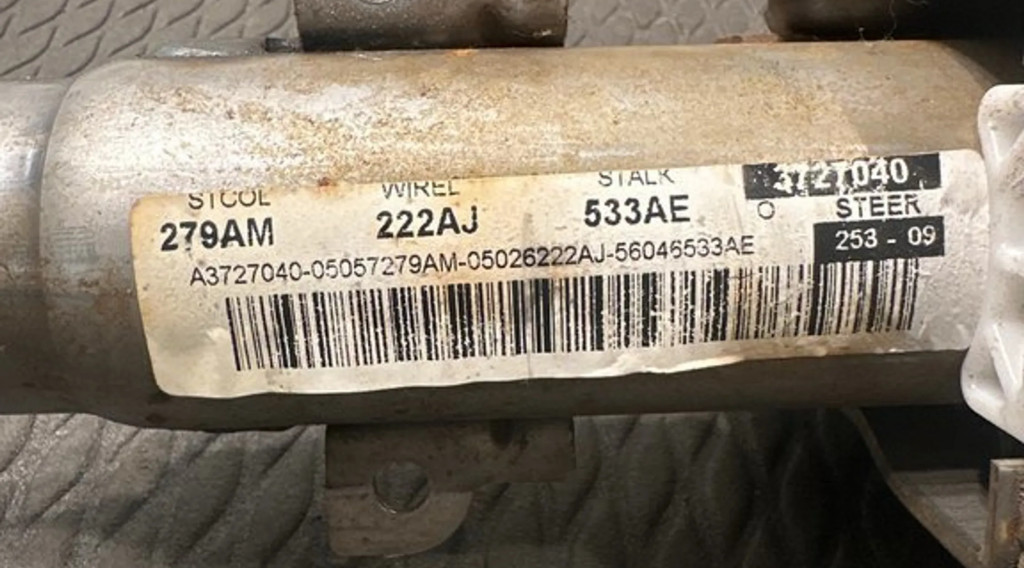 STCOL WIREL STALK 3727040
279AM 222AJ 533AE O STEER
A3727040-05057279AM-05026222AJ-56046533AE 253 - 09